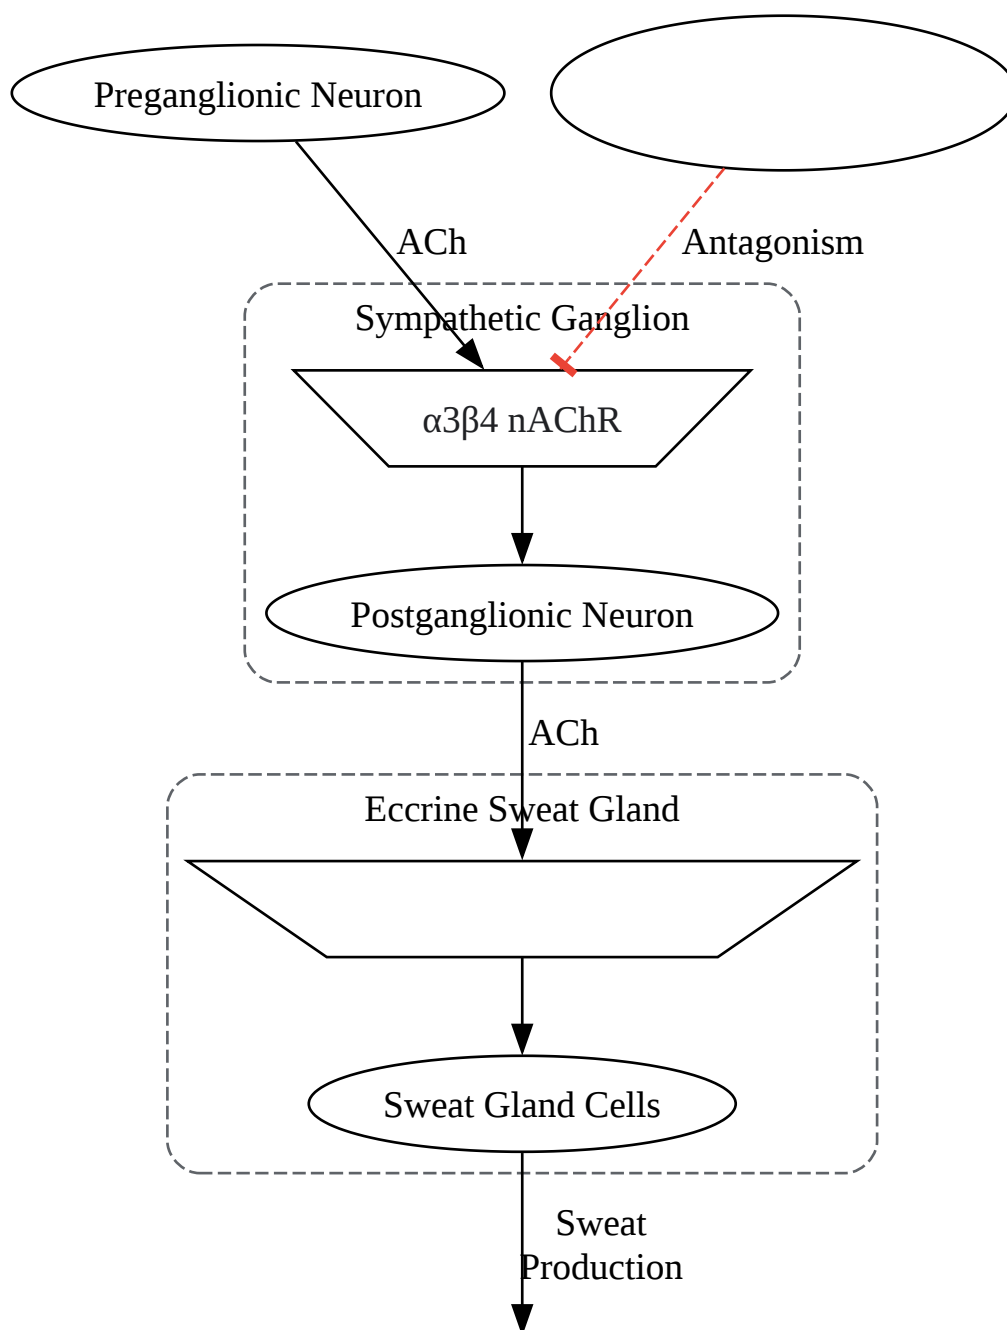 Preganglionic Neuron
ACh
Antagonism
Sympathetic Ganglion
α3β4 nAChR
Postganglionic Neuron
ACh
Eccrine Sweat Gland
Sweat Gland Cells
Sweat
Production